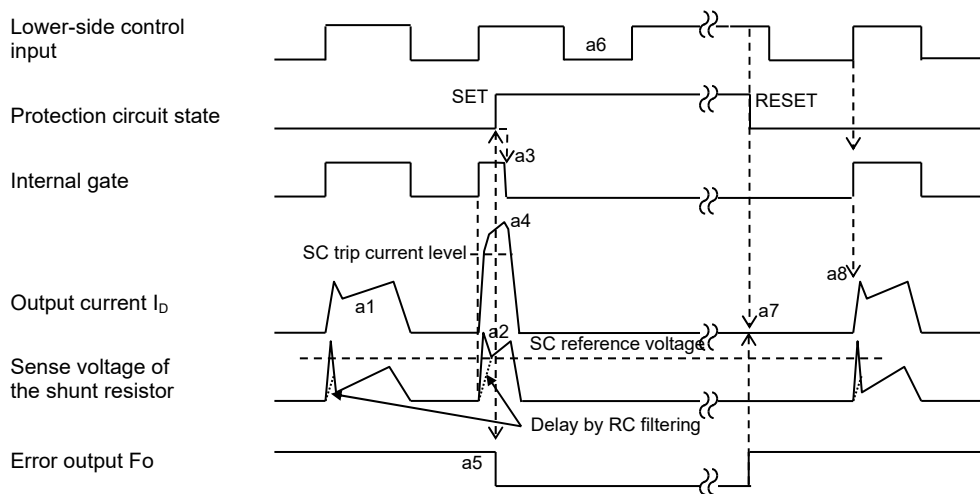 Lower-side control
input
a6
Protection circuit state
SET
RESET
a3
Internal gate
a4
SC trip current level
a8
Output current ID
a1
a7
a2
SC reference voltage
Sense voltage of
the shunt resistor
Delay by RC filtering
Error output Fo
a5